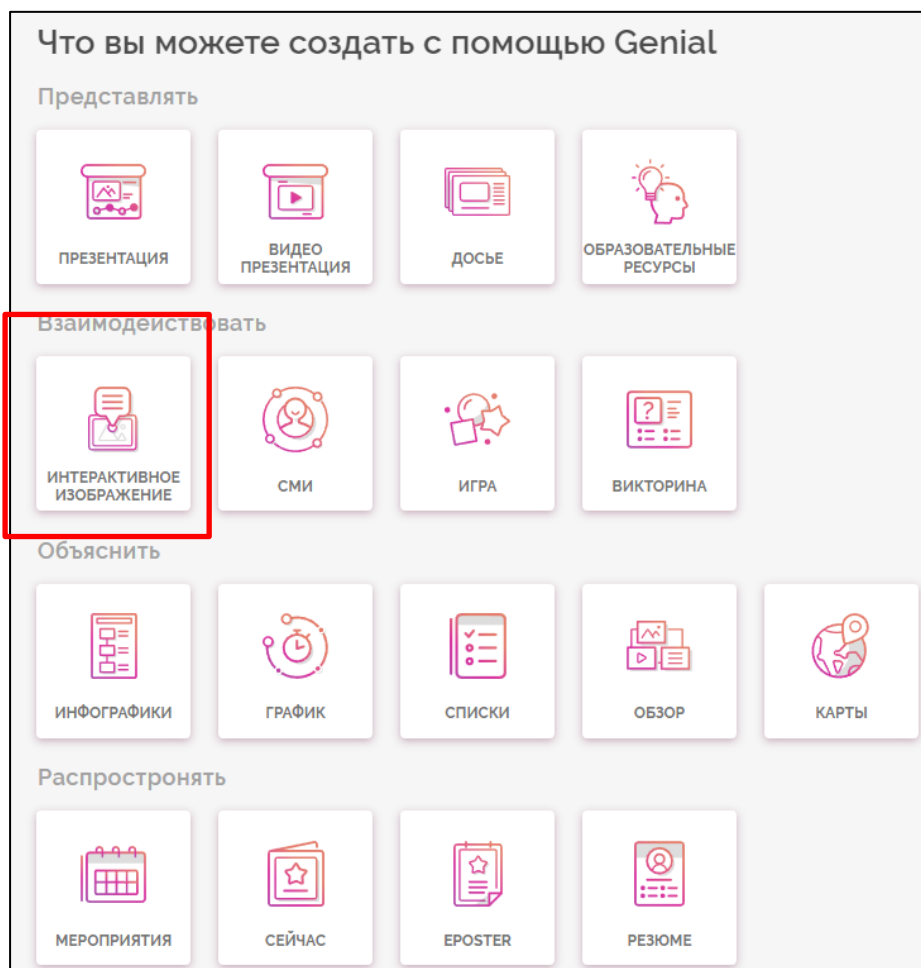 Что вы можете создать с помощью Genial
Представлять
ПРЕЗЕНТАЦИЯ
ВИДЕО
ПРЕЗЕНТАЦИЯ
ДОСЬЕ
ОБРАЗОВАТЕЛЬНЫЕ
РЕСУРСЫ
Взаимодействовать
ИНТЕРАКТИВНОЕ
ИЗОБРАЖЕНИЕ
СМИ
ИГРА
ВИКТОРИНА
Объяснить
ИНФОГРАФИКИ
ГРАФИК
СПИСКИ
ОБЗОР
КАРТЫ
Распростронять
МЕРОПРИЯТИЯ
СЕЙЧАС
EPOSTER
РЕЗЮМЕ